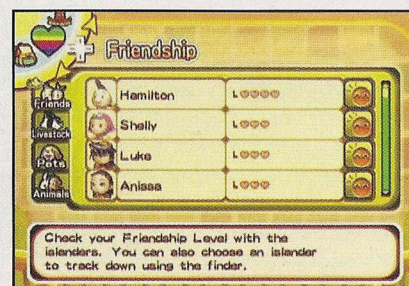 Friendship
Friends
Livestock
Pets
Animals
Hamilton L
Shelly L
Luke L
Anissa L
Check your Friendship Level with the
islanders. You can also choose an islander
to track down using the finder.